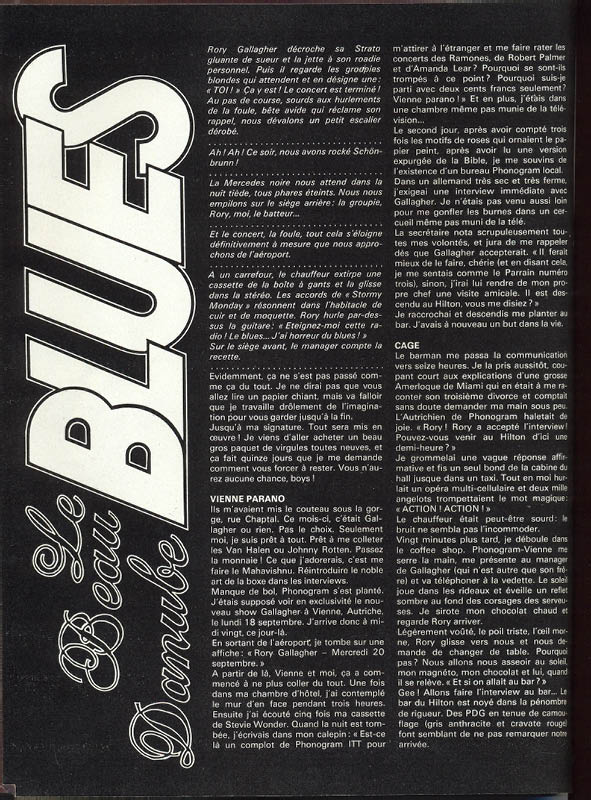 Le
Beau
Danube
BLUES
Rory Gallagher décroche sa Strato
gluante de sueur et la jette à son roadie
personnel. Puis il regarde les groupies
blondes qui attendent et en désigne une :
« TOI ! » Ça y est ! Le concert est terminé !
Au pas de course, sourds aux hurlements
de la foule, bête avide qui réclame son
rappel, nous dévalons un petit escalier
dérobé.
Ah ! Ah ! Ce soir, nous avons rocké Schön-
brunn !
La Mercedes noire nous attend dans la
nuit tiède, tous phares éteints. Nous nous
empilons sur le siège arrière : la groupie,
Rory, moi, le batteur...
Et le concert, la foule, tout cela s'éloigne
définitivement à mesure que nous appro-
chons de l'aéroport.
A un carrefour, le chauffeur extirpe une
cassette de la boîte à gants et la glisse
dans la stéréo. Les accords de « Stormy
Monday » résonnent dans l'habitacle de
cuir et de moquette. Rory hurle par-des-
sus la guitare : « Eteignez-moi cette ra-
dio ! Le blues... J'ai horreur du blues ! »
Sur le siège avant, le manager compte la
recette.
Evidemment, ça ne s'est pas passé com-
me ça du tout. Je ne dirai pas que vous
allez lire un papier chiant, mais va falloir
que je travaille drôlement de l'imagina-
tion pour vous garder jusqu'à la fin.
Jusqu'à ma signature. Tout sera mis en
œuvre ! Je viens d'aller acheter un beau
gros paquet de virgules toutes neuves, et
ça fait quinze jours que je me demande
comment vous forcer à rester. Vous n'au-
rez aucune chance, boys !
VIENNE PARANO
Ils m'avaient mis le couteau sous la gor-
ge, rue Chaptal. Ce mois-ci, c'était Gal-
lagher ou rien. Pas le choix. Seulement
moi, je suis prêt à tout. Prêt à me colleter
les Van Halen ou Johnny Rotten. Passez
la monnaie ! Ce que j'adorerais, c'est me
faire le Mahavishnu. Réintroduire le noble
art de la boxe dans les interviews.
Manque de bol, Phonogram s'est planté.
J'étais supposé voir en exclusivité le nou-
veau show Gallagher à Vienne, Autriche,
le lundi 18 septembre. J'arrive donc à mi-
di vingt, ce jour-là.
En sortant de l'aéroport, je tombe sur une
affiche : « Rory Gallagher – Mercredi 20
septembre. »
A partir de là, Vienne et moi, ça a com-
mencé à ne plus coller du tout. Une fois
dans ma chambre d'hôtel, j'ai contemplé
le mur d'en face pendant trois heures.
Ensuite j'ai écouté cinq fois ma cassette
de Stevie Wonder. Quand la nuit est tom-
bée, j'écrivais dans mon calepin : « Est-ce
là un complot de Phonogram ITT pour
m'attirer à l'étranger et me faire rater les
concerts des Ramones, de Robert Palmer
et d'Amanda Lear ? Pourquoi se sont-ils
trompés à ce point ? Pourquoi suis-je
parti avec deux cents francs seulement ?
Vienne parano ! » Et en plus, j'étais dans
une chambre même pas munie de la télé-
vision...
Le second jour, après avoir compté trois
fois les motifs de roses qui ornaient le pa-
pier peint, après avoir lu une version
expurgée de la Bible, je me souvins de
l'existence d'un bureau Phonogram local.
Dans un allemand très sec et très ferme,
j'exigeai une interview immédiate avec
Gallagher. Je n'étais pas venu aussi loin
pour me gonfler les burnes dans un cer-
cueil même pas muni de la télé.
La secrétaire nota scrupuleusement tou-
tes mes volontés, et jura de me rappeler
dès que Gallagher accepterait. « Il ferait
mieux de le faire, chérie (et en disant cela,
je me sentais comme le Parrain numéro
trois), sinon, j'irai lui rendre de mon pro-
pre chef une visite amicale. Il est des-
cendu au Hilton, vous me disiez ? »
Je raccrochai et descendis me planter au
bar. J'avais à nouveau un but dans la vie.
CAGE
Le barman me passa la communication
vers seize heures. Je la pris aussitôt, cou-
pant court aux explications d'une grosse
Amerloque de Miami qui en était à me ra-
conter son troisième divorce et comptait
sans doute demander ma main sous peu.
L'Autrichien de Phonogram haletait de
joie. « Rory ! Rory a accepté l'interview !
Pouvez-vous venir au Hilton d'ici une
demi-heure ? »
Je grommelai une vague réponse affir-
mative et fis un seul bond de la cabine du
hall jusque dans un taxi. Tout en moi hur-
lait un opéra multi-cellulaire et deux mille
angelots trompettaient le mot magique :
« ACTION ! ACTION ! »
Le chauffeur était peut-être sourd : le
bruit ne sembla pas l'incommoder.
Vingt minutes plus tard, je déboule dans
le coffee shop. Phonogram-Vienne me
serre la main, me présente au manager
de Gallagher (qui n'est autre que son frè-
re) et va téléphoner à la vedette. Le soleil
joue dans les rideaux et éveille un reflet
sombre au fond des corsages des serveu-
ses. Je sirote mon chocolat chaud et
regarde Rory arriver.
Légèrement voûté, le poil triste, l'œil mor-
ne, Rory glisse vers nous et nous de-
mande de changer de table. Pourquoi
pas ? Nous allons nous asseoir au soleil,
mon magnéto, mon chocolat et lui, quand
il se relève. « Et si on allait au bar ? »
Gee ! Allons faire l'interview au bar... Le
bar du Hilton est noyé dans la pénombre
de rigueur. Des PDG en tenue de camou-
flage (gris anthracite et cravate rouge)
font semblant de ne pas remarquer notre
arrivée.